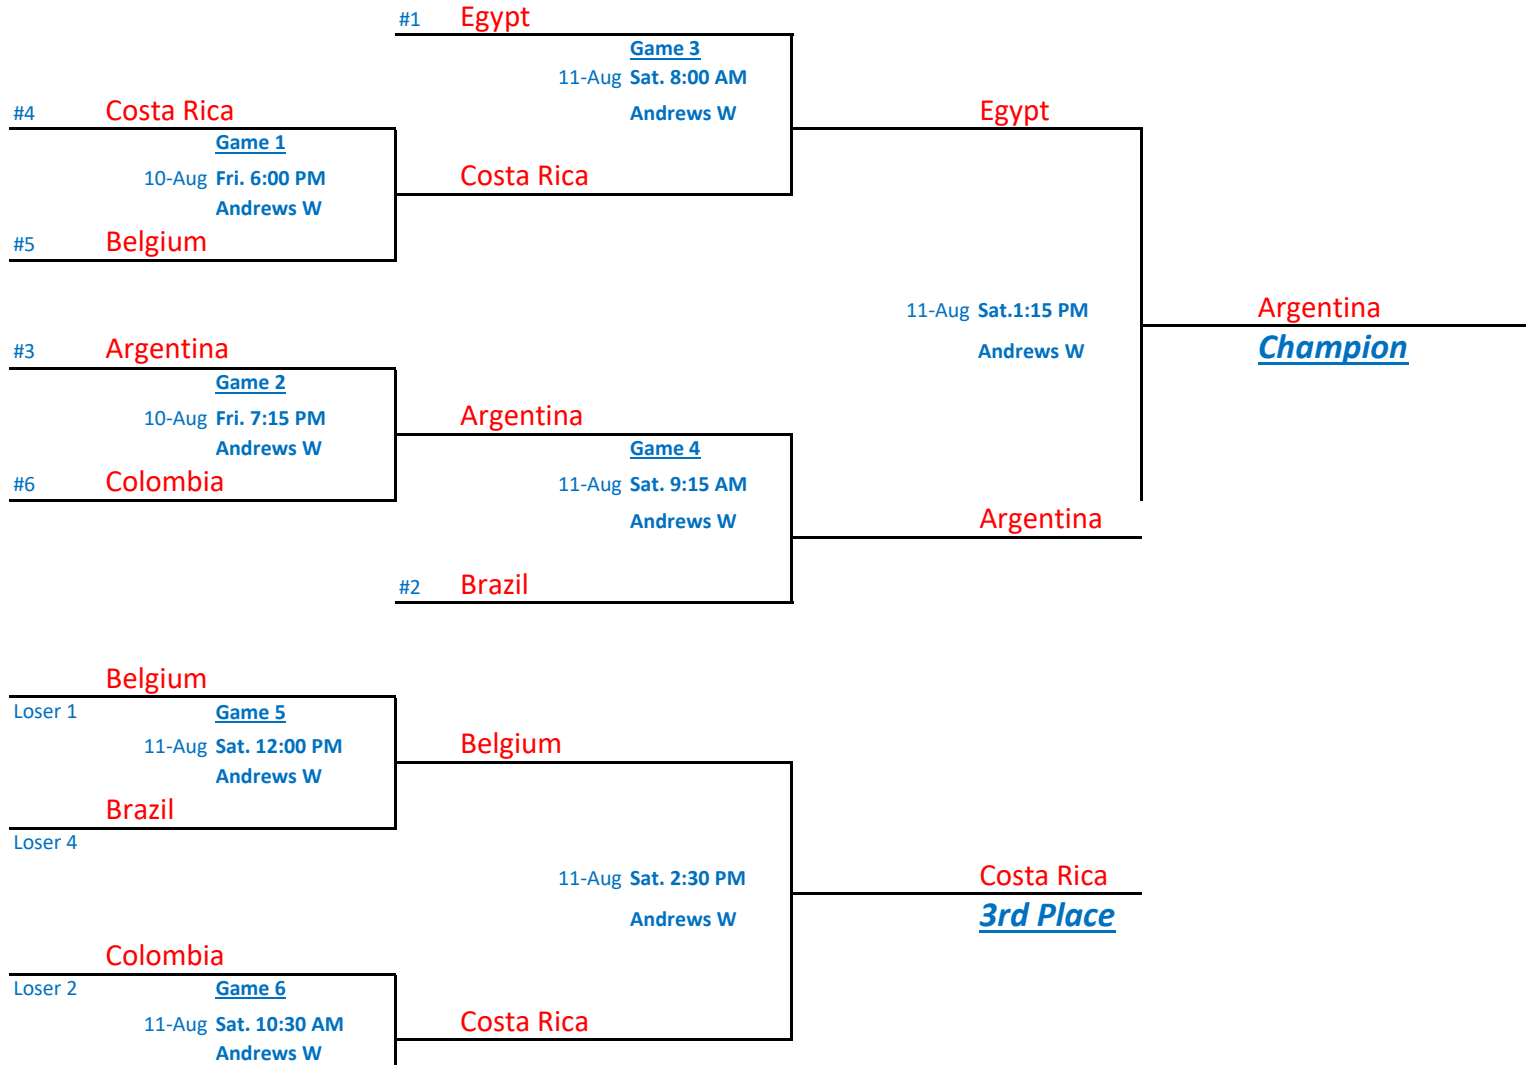 #1 Egypt
Game 3
11-Aug Sat. 8:00 AM
#4 Costa Rica
Andrews W
Egypt
Game 1
10-Aug Fri. 6:00 PM
Costa Rica
Andrews W
#5 Belgium
11-Aug Sat.1:15 PM
Argentina
#3 Argentina
Andrews W
Champion
Game 2
10-Aug Fri. 7:15 PM
Argentina
Andrews W
Game 4
#6 Colombia
11-Aug Sat. 9:15 AM
Andrews W
Argentina
#2 Brazil
Belgium
Loser 1
Game 5
11-Aug Sat. 12:00 PM
Belgium
Andrews W
Brazil
Loser 4
11-Aug Sat. 2:30 PM
Costa Rica
Andrews W
3rd Place
Colombia
Loser 2
Game 6
11-Aug Sat. 10:30 AM
Costa Rica
Andrews W